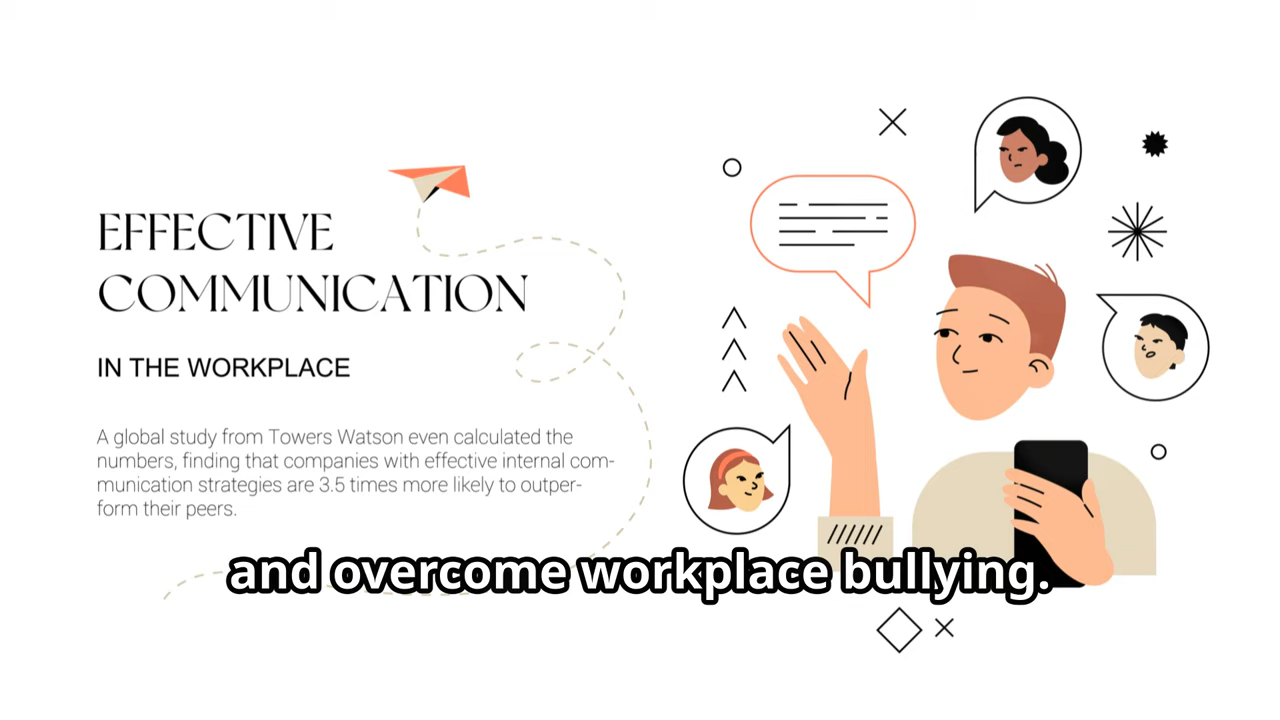 EFFECTIVE
COMMUNICATION
IN THE WORKPLACE
A global study from Towers Watson even calculated the
numbers, finding that companies with effective internal com-
munication strategies are 3.5 times more likely to outper-
form their peers.
and overcome workplace bullying.